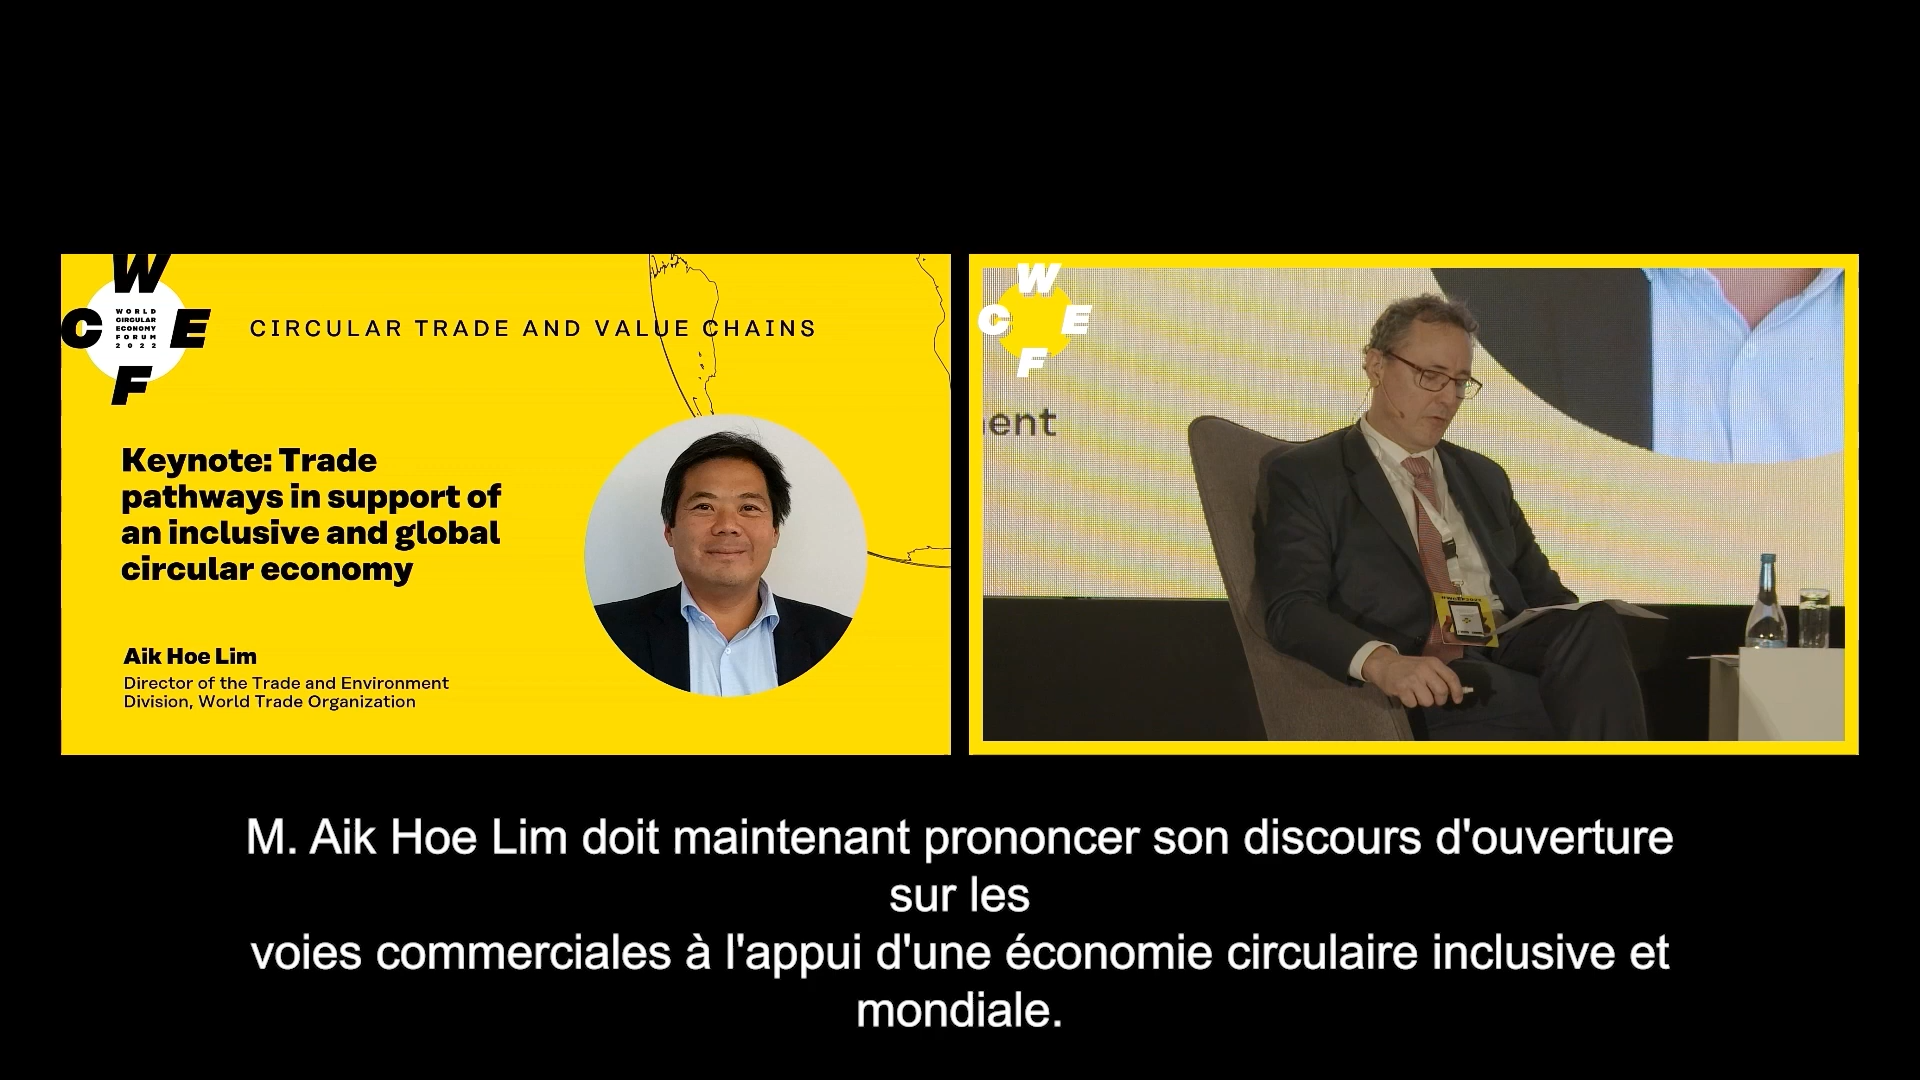 W
C E
F
WORLD
CIRCULAR
ECONOMY
FORUM
2022
CIRCULAR TRADE AND VALUE CHAINS
Keynote: Trade
pathways in support of
an inclusive and global
circular economy
Aik Hoe Lim
Director of the Trade and Environment
Division, World Trade Organization
W
C E
F
ent
M. Aik Hoe Lim doit maintenant prononcer son discours d'ouverture
sur les
voies commerciales à l'appui d'une économie circulaire inclusive et
mondiale.